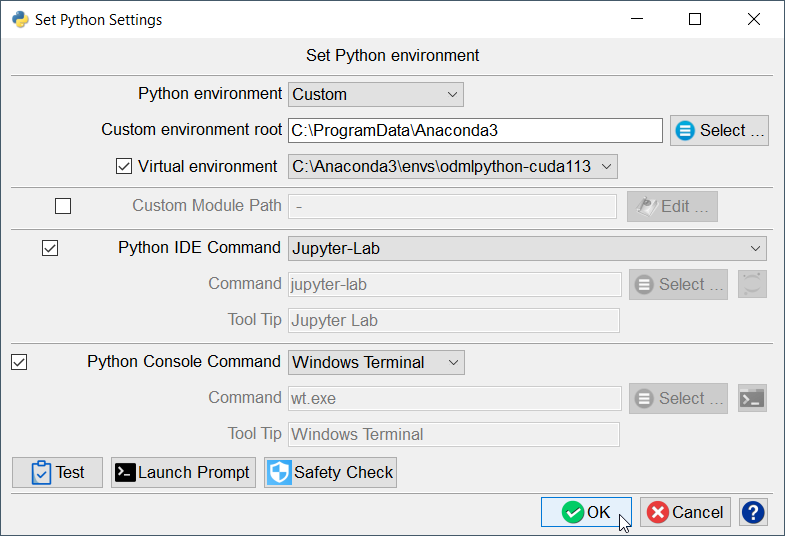 Set Python Settings
Set Python environment
Python environment Custom
Custom environment root C:\ProgramData\Anaconda3 Select ...
Virtual environment C:\Anaconda3\envs\odmlpython-cuda113
Custom Module Path - Edit ...
Python IDE Command Jupyter-Lab
Command jupyter-lab Select ...
Tool Tip Jupyter Lab
Python Console Command Windows Terminal
Command wt.exe Select ...
Tool Tip Windows Terminal
Test Launch Prompt Safety Check
OK Cancel ?